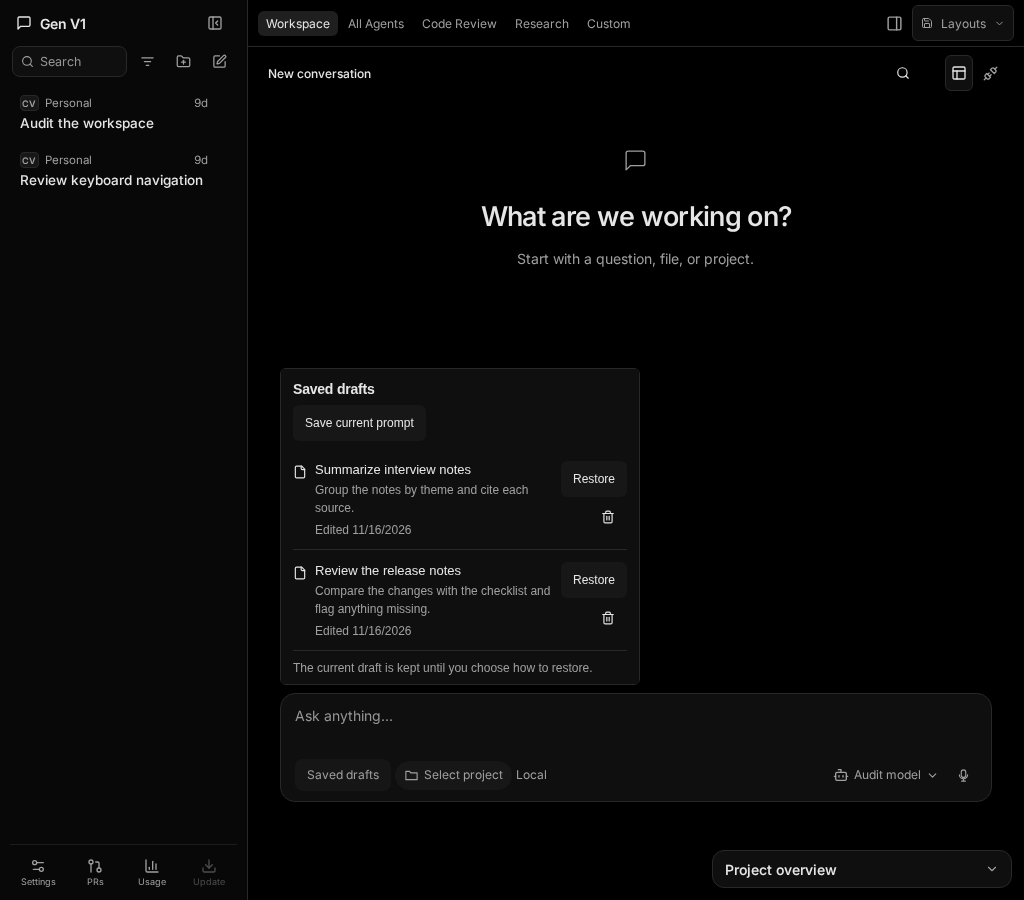 Gen V1
Search
CV Personal 9d
Audit the workspace
CV Personal 9d
Review keyboard navigation
Settings
PRs
Usage
Update
Workspace
All Agents
Code Review
Research
Custom
Layouts
New conversation
What are we working on?
Start with a question, file, or project.
Saved drafts
Save current prompt
Summarize interview notes
Restore
Group the notes by theme and cite each
source.
Edited 11/16/2026
Review the release notes
Restore
Compare the changes with the checklist and
flag anything missing.
Edited 11/16/2026
The current draft is kept until you choose how to restore.
Ask anything...
Saved drafts
Select project
Local
Audit model
Project overview